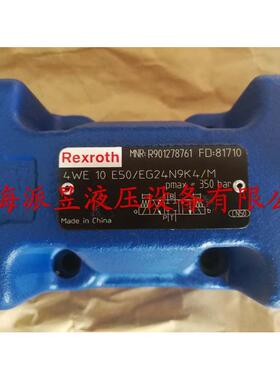 Rexroth MNR: R901278761 FD: 81710
4WE 10 E50/EG24N9K4/M
pmax 350 bar
海派昱液压设备有限公
Made in China
CNSO